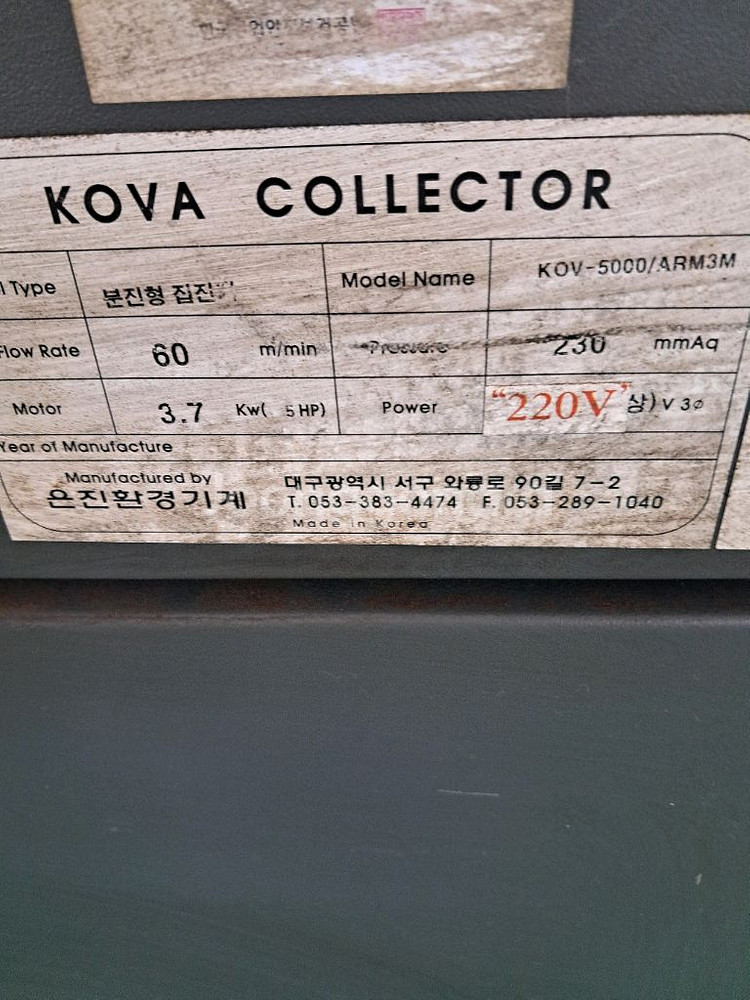 KOVA COLLECTOR
Type 분진형 집진 Model Name KOV-5000/ARM3M
Flow Rate 60 m/min Pressure 230 mmAq
Motor 3.7 Kw( 5 HP) Power "220V" 상) V 3φ
Year of Manufacture
Manufactured by 대구광역시 서구 와룡로 90길 7-2
은진환경기계 T. 053-383-4474 F. 053-289-1040
Made in Korea